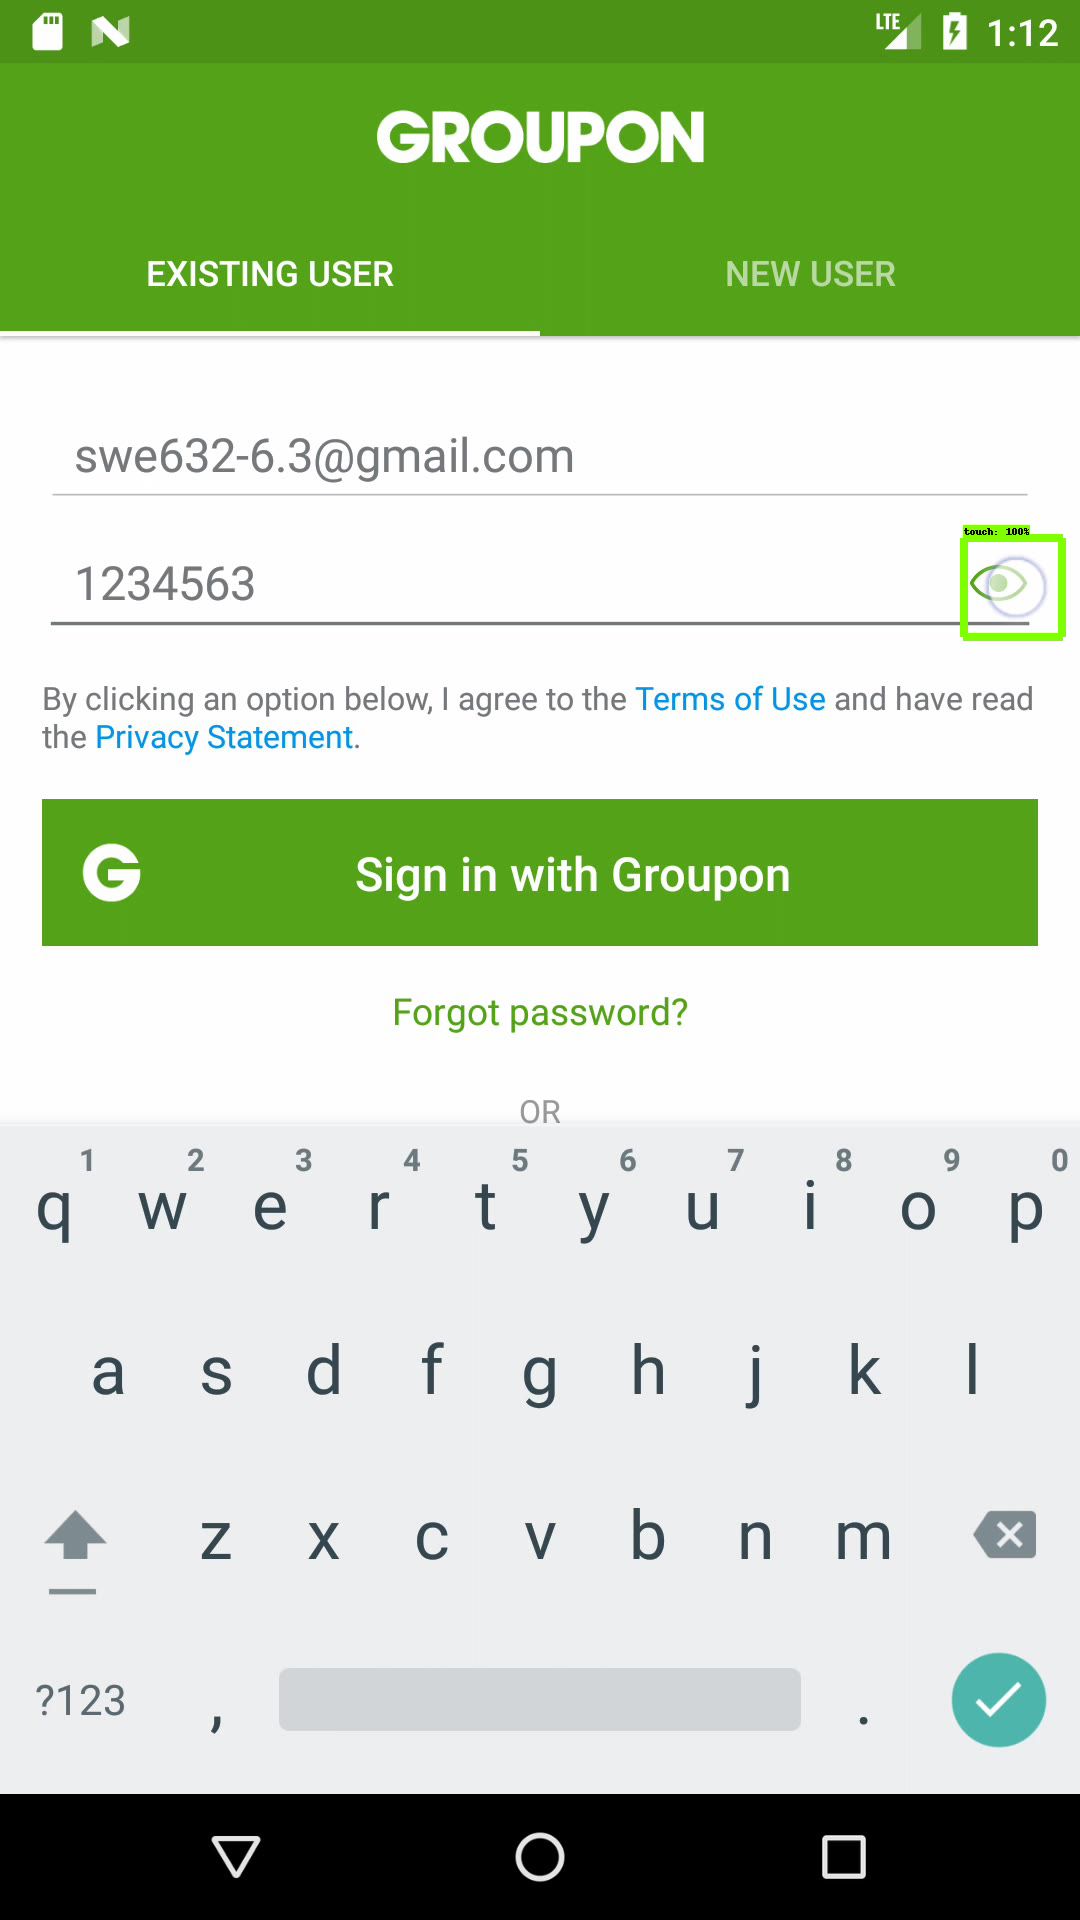 LTE 1:12
GROUPON
EXISTING USER NEW USER
swe632-6.3@gmail.com
touch: 100%
1234563
By clicking an option below, I agree to the Terms of Use and have read
the Privacy Statement.
G Sign in with Groupon
Forgot password?
OR
1 2 3 4 5 6 7 8 9 0
q w e r t y u i o p
a s d f g h j k l
z x c v b n m
?123 , .